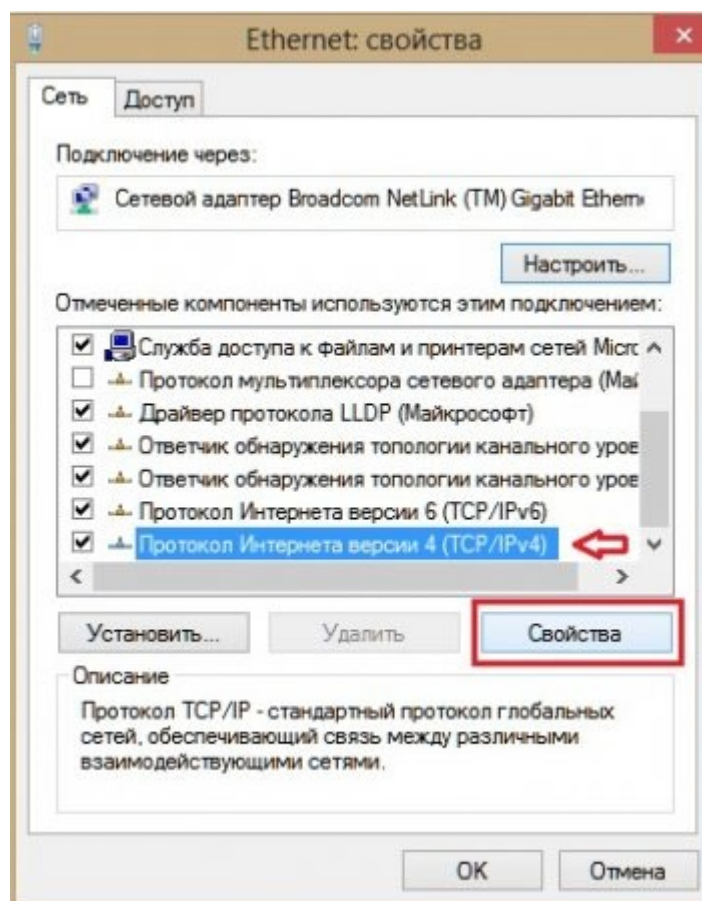 Ethernet: свойства
Сеть Доступ
Подключение через:
Сетевой адаптер Broadcom NetLink (TM) Gigabit Ethern
Настроить...
Отмеченные компоненты используются этим подключением:
Служба доступа к файлам и принтерам сетей Micro
Протокол мультиплексора сетевого адаптера (Май
Драйвер протокола LLDP (Майкрософт)
Ответчик обнаружения топологии канального уров
Ответчик обнаружения топологии канального уров
Протокол Интернета версии 6 (TCP/IPv6)
Протокол Интернета версии 4 (TCP/IPv4)
Установить... Удалить Свойства
Описание
Протокол TCP/IP - стандартный протокол глобальных
сетей, обеспечивающий связь между различными
взаимодействующими сетями.
OK Отмена